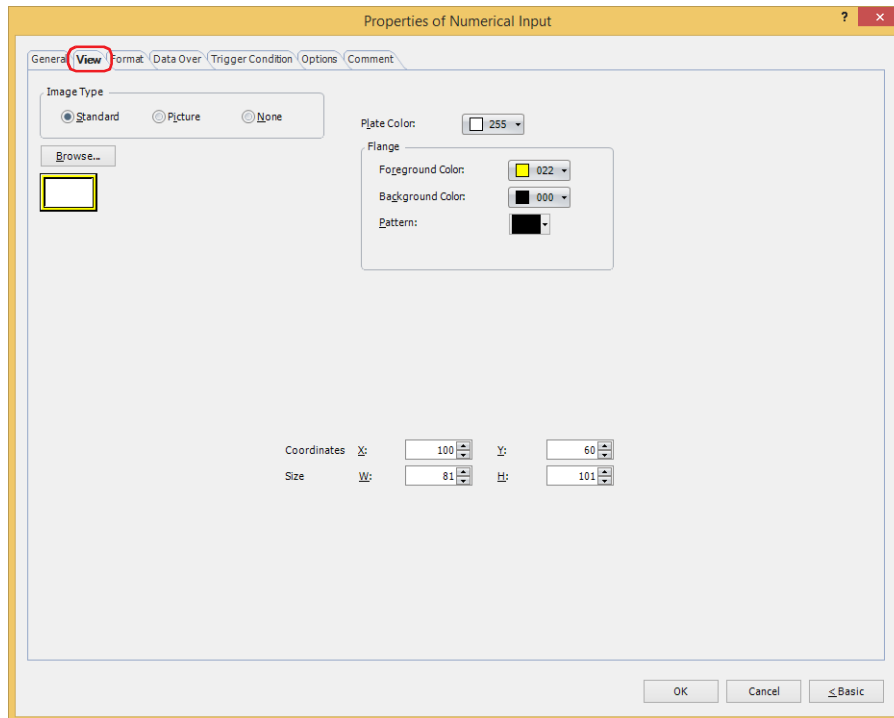 Properties of Numerical Input ? ×
General View Format Data Over Trigger Condition Options Comment
Image Type
Standard Picture None
Plate Color: 255
Browse...
Flange
Foreground Color: 022
Background Color: 000
Pattern:
Coordinates X: 100 Y: 60
Size W: 81 H: 101
OK Cancel < Basic